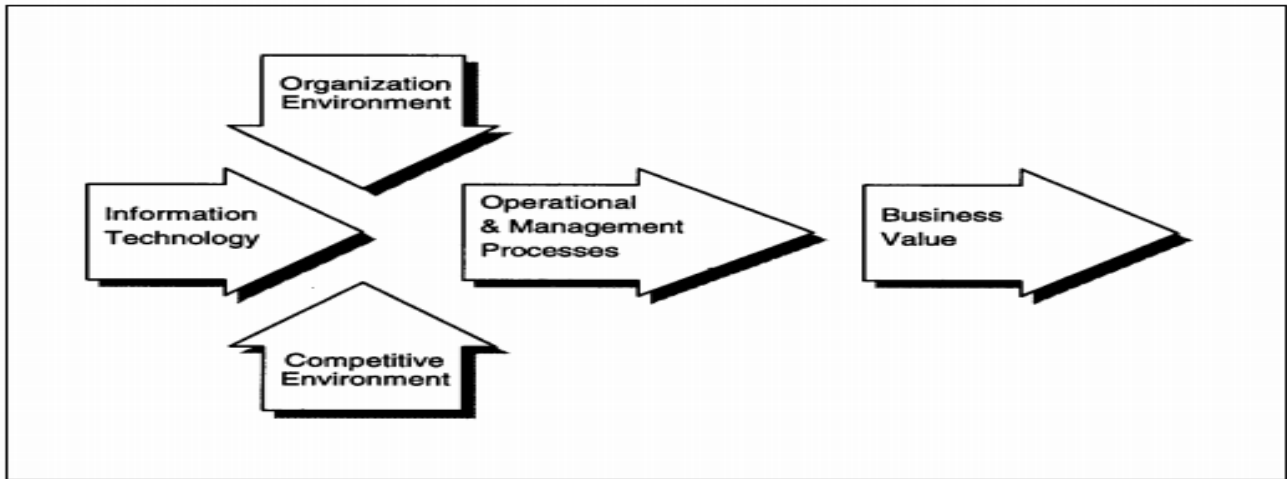 Organization
Environment
Information
Technology
Operational
& Management
Processes
Business
Value
Competitive
Environment